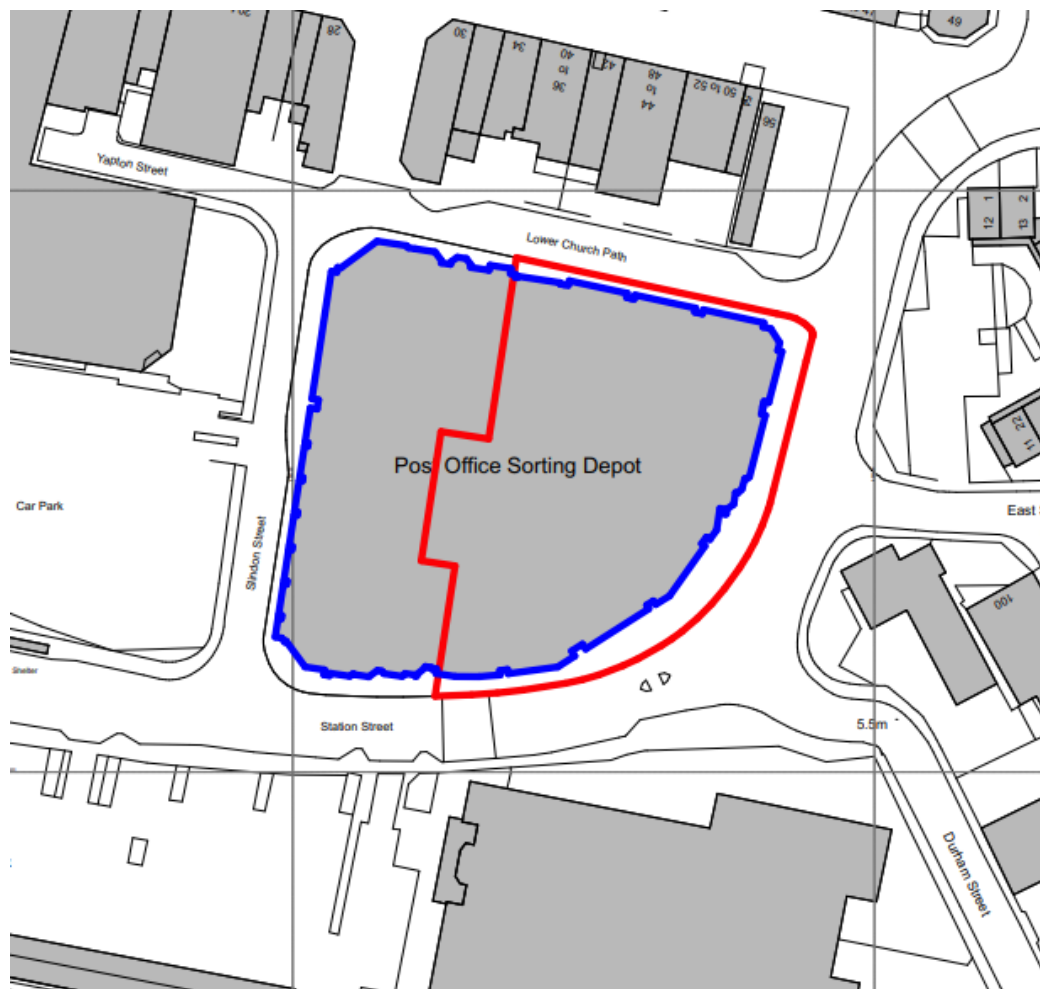 28
30
34
40
to
36
42
48
to
44
50 to 52
56
49
Yapton Street
Lower Church Path
1
12
2
13
22
11
Post Office Sorting Depot
Car Park
Slindon Street
East
100
Shelter
Station Street
5.5m
Durham Street